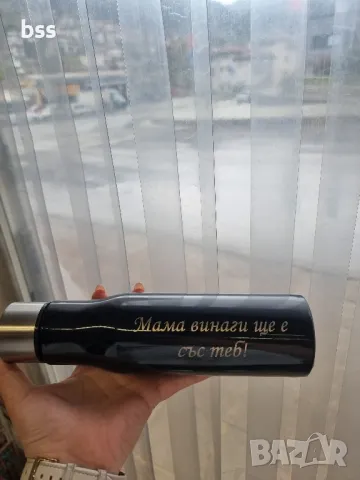 bss
Мама винаги ще е
със теб!
BAZAR